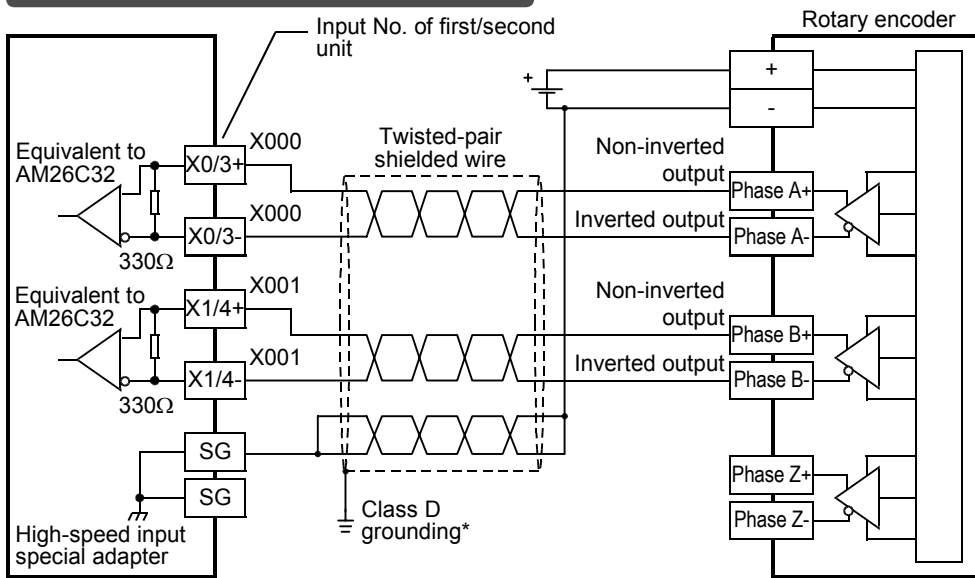 Input No. of first/second
unit
Rotary encoder
+
+
-
Equivalent to
AM26C32
X0/3+
X000
X0/3-
X000
330Ω
Twisted-pair
shielded wire
Non-inverted
output
Phase A+
Inverted output
Phase A-
Equivalent to
AM26C32
X1/4+
X001
X1/4-
X001
330Ω
Non-inverted
output
Phase B+
Inverted output
Phase B-
SG
SG
Phase Z+
Phase Z-
High-speed input
special adapter
Class D
grounding*